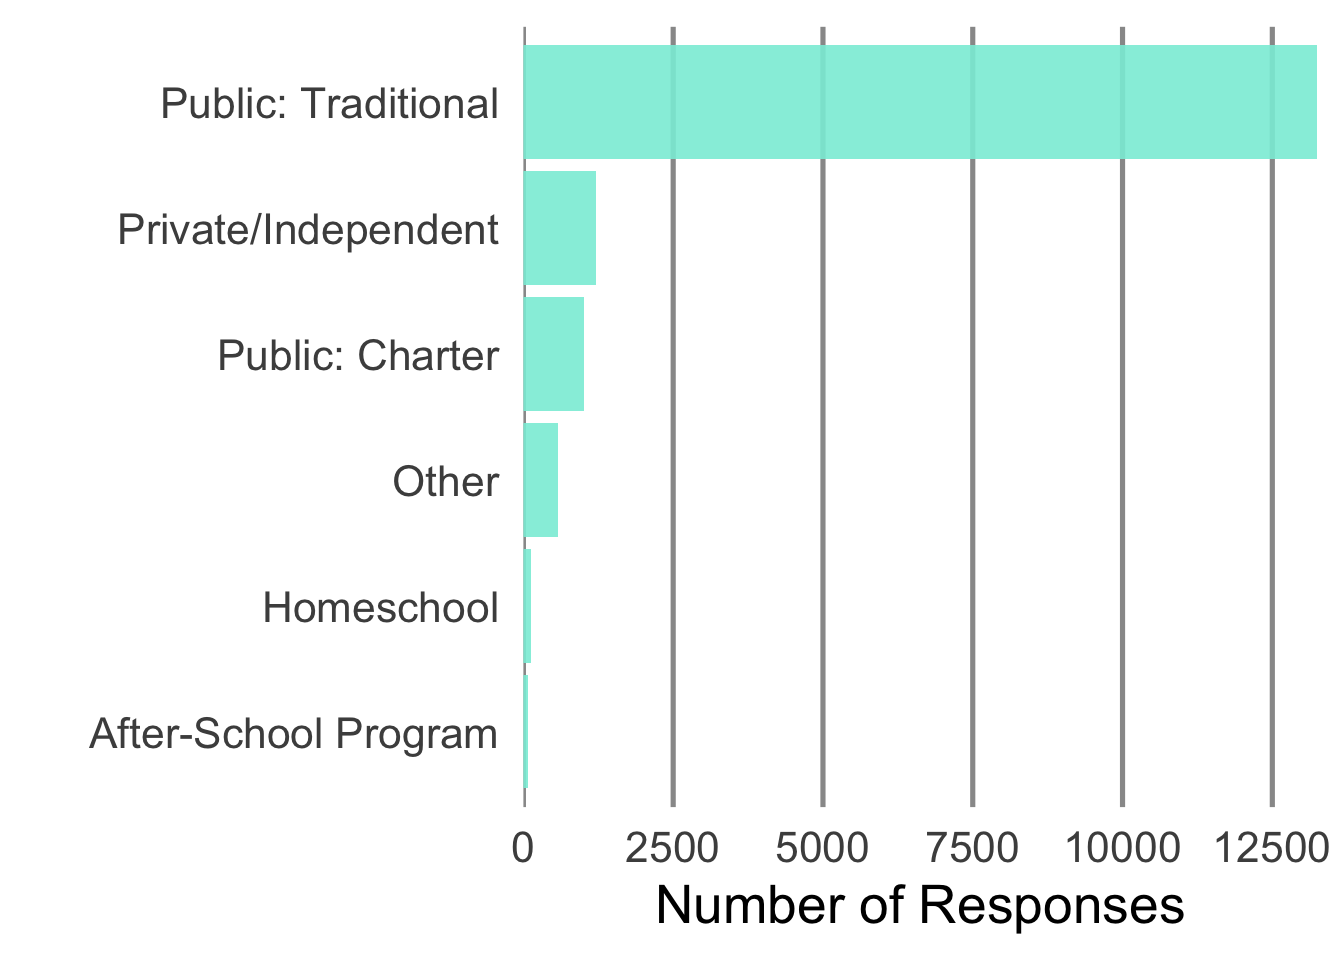 Public: Traditional
Private/Independent
Public: Charter
Other
Homeschool
After-School Program
0 2500 5000 7500 10000 12500
Number of Responses